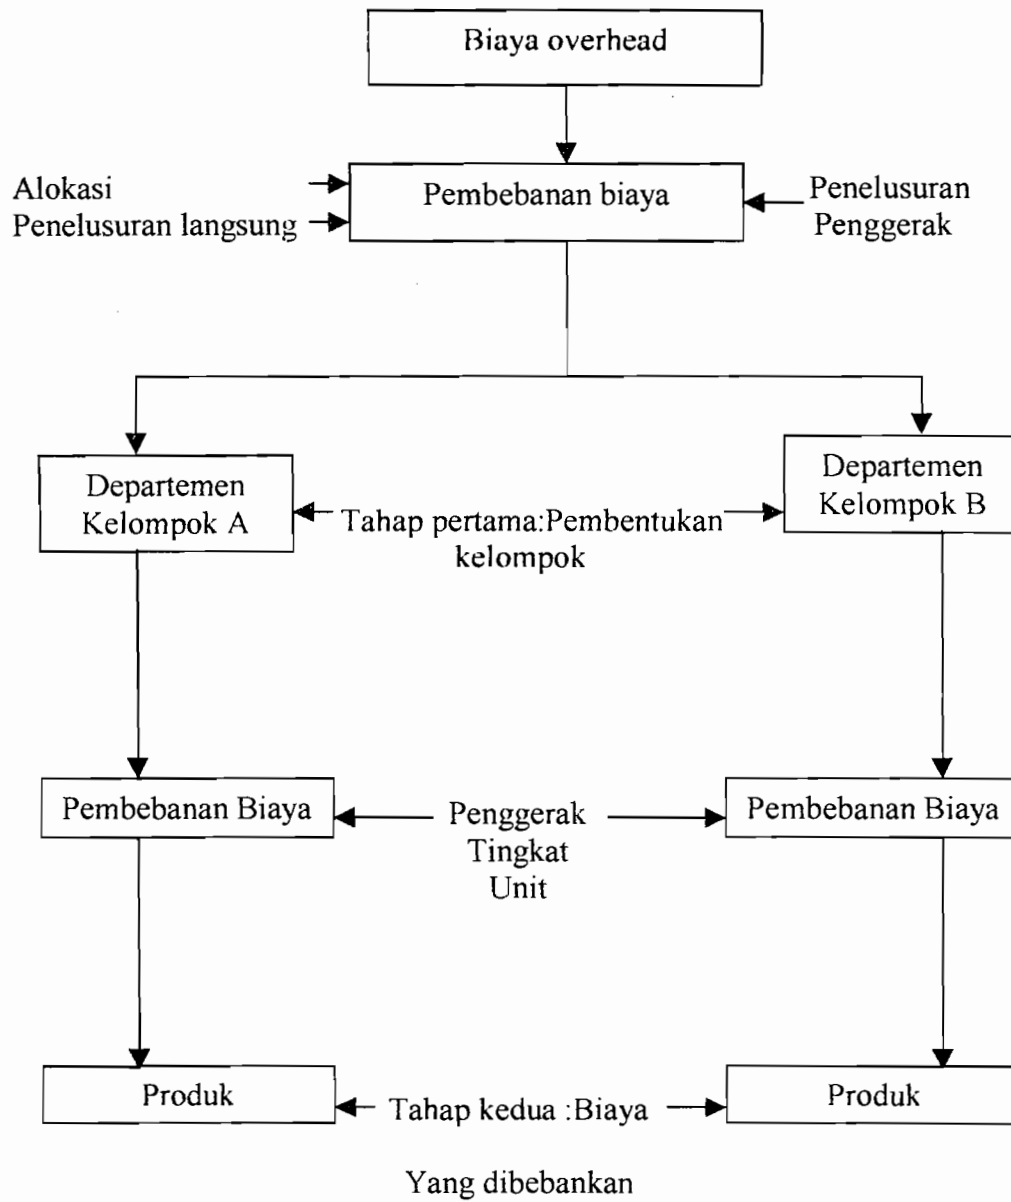 Biaya overhead
Alokasi
Penelusuran langsung
Pembebanan biaya
Penelusuran
Penggerak
Departemen
Kelompok A
Tahap pertama:Pembentukan
kelompok
Departemen
Kelompok B
Pembebanan Biaya
Penggerak
Tingkat
Unit
Pembebanan Biaya
Produk
Tahap kedua :Biaya
Yang dibebankan
Produk